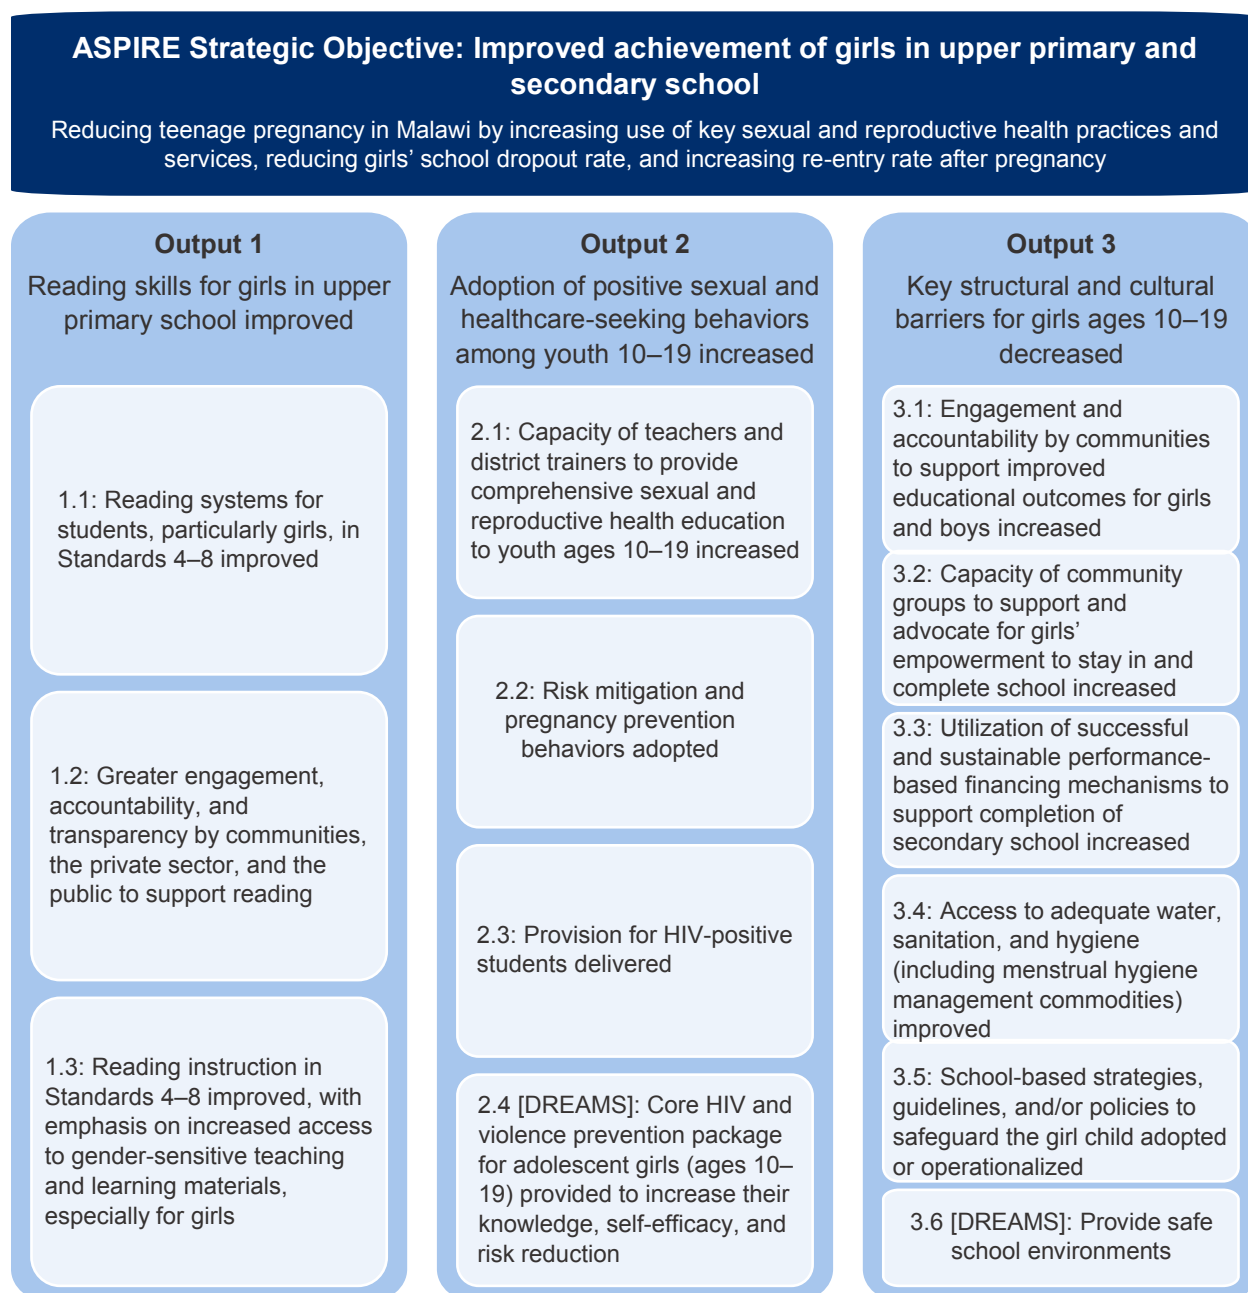 ASPIRE Strategic Objective: Improved achievement of girls in upper primary and
secondary school
Reducing teenage pregnancy in Malawi by increasing use of key sexual and reproductive health practices and
services, reducing girls’ school dropout rate, and increasing re-entry rate after pregnancy
Output 1
Reading skills for girls in upper
primary school improved
1.1: Reading systems for
students, particularly girls, in
Standards 4–8 improved
1.2: Greater engagement,
accountability, and
transparency by communities,
the private sector, and the
public to support reading
1.3: Reading instruction in
Standards 4–8 improved, with
emphasis on increased access
to gender-sensitive teaching
and learning materials,
especially for girls
Output 2
Adoption of positive sexual and
healthcare-seeking behaviors
among youth 10–19 increased
2.1: Capacity of teachers and
district trainers to provide
comprehensive sexual and
reproductive health education
to youth ages 10–19 increased
2.2: Risk mitigation and
pregnancy prevention
behaviors adopted
2.3: Provision for HIV-positive
students delivered
2.4 [DREAMS]: Core HIV and
violence prevention package
for adolescent girls (ages 10–
19) provided to increase their
knowledge, self-efficacy, and
risk reduction
Output 3
Key structural and cultural
barriers for girls ages 10–19
decreased
3.1: Engagement and
accountability by communities
to support improved
educational outcomes for girls
and boys increased
3.2: Capacity of community
groups to support and
advocate for girls’
empowerment to stay in and
complete school increased
3.3: Utilization of successful
and sustainable performance-
based financing mechanisms to
support completion of
secondary school increased
3.4: Access to adequate water,
sanitation, and hygiene
(including menstrual hygiene
management commodities)
improved
3.5: School-based strategies,
guidelines, and/or policies to
safeguard the girl child adopted
or operationalized
3.6 [DREAMS]: Provide safe
school environments